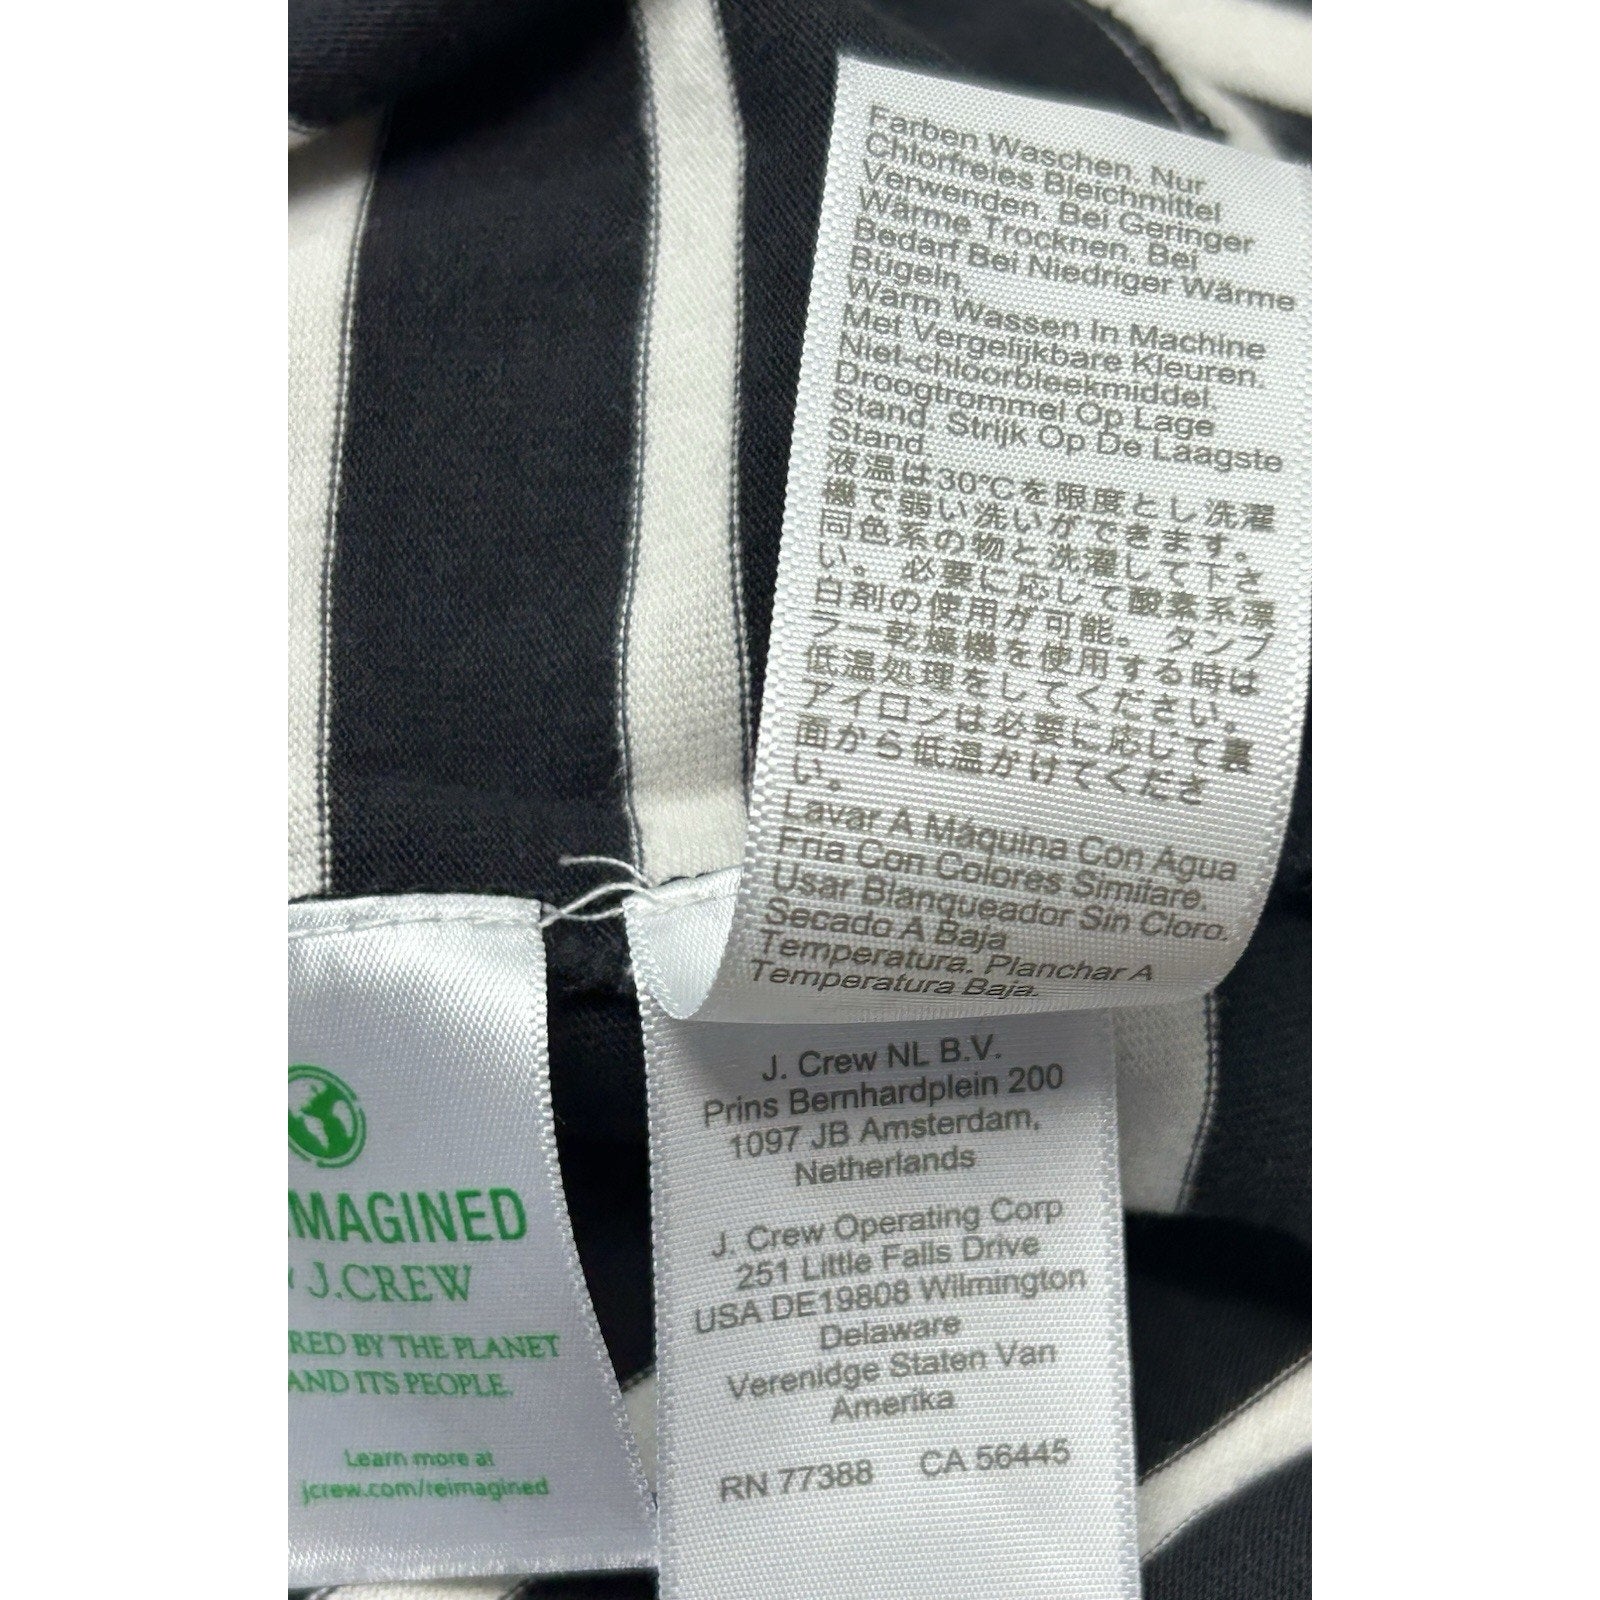 Farben Waschen. Nur
Chlorfreies Bleichmittel
Verwenden. Bei Geringer
Wärme Trocknen. Bei
Bedarf Bei Niedriger Wärme
Bügeln.
Warm Wassen In Machine
Met Vergelijkbare Kleuren.
Niet-chloorbleekmiddel.
Droogtrommel Op Lage
Stand. Strijk Op De Laagste
Stand.
液温は30℃を限度とし洗濯
機で弱い洗いができます。
同色系の物と洗濯して下さ
い。必要に応じて酸素系漂
白剤の使用が可能。タンブ
ラー乾燥機を使用する時は
低温処理をしてください。
アイロンは必要に応じて裏
面から低温がけてくださ
い。
Lavar A Máquina Con Agua
Fria Con Colores Similare.
Usar Blanqueador Sin Cloro.
Secado A Baja
Temperatura. Planchar A
Temperatura Baja.
J. Crew NL B.V.
Prins Bernhardplein 200
1097 JB Amsterdam,
Netherlands
J. Crew Operating Corp
251 Little Falls Drive
USA DE19808 Wilmington
Delaware
Verenidge Staten Van
Amerika
RN 77388 CA 56445
IMAGINED
J.CREW
RED BY THE PLANET
AND ITS PEOPLE.
Learn more at
jcrew.com/reimagined